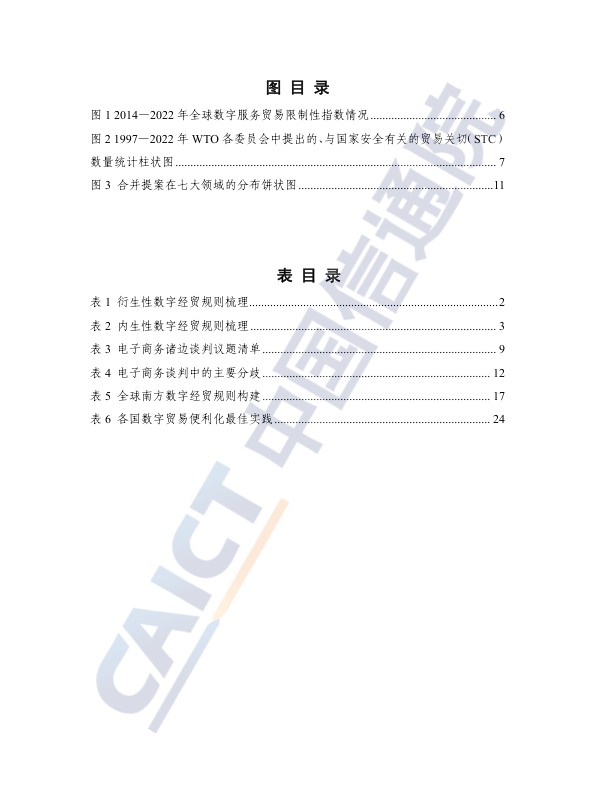 图 目 录
图 1 2014—2022 年全球数字服务贸易限制性指数情况.......................................... 6
图 2 1997—2022 年 WTO 各委员会中提出的、与国家安全有关的贸易关切（STC）
数量统计柱状图........................................................................................................... 7
图 3 合并提案在七大领域的分布饼状图.................................................................11
表 目 录
表 1 衍生性数字经贸规则梳理...................................................................................2
表 2 内生性数字经贸规则梳理.................................................................................. 3
表 3 电子商务诸边谈判议题清单.............................................................................. 9
表 4 电子商务谈判中的主要分歧............................................................................ 12
表 5 全球南方数字经贸规则构建............................................................................ 17
表 6 各国数字贸易便利化最佳实践........................................................................ 24
CAICT 中国信通院